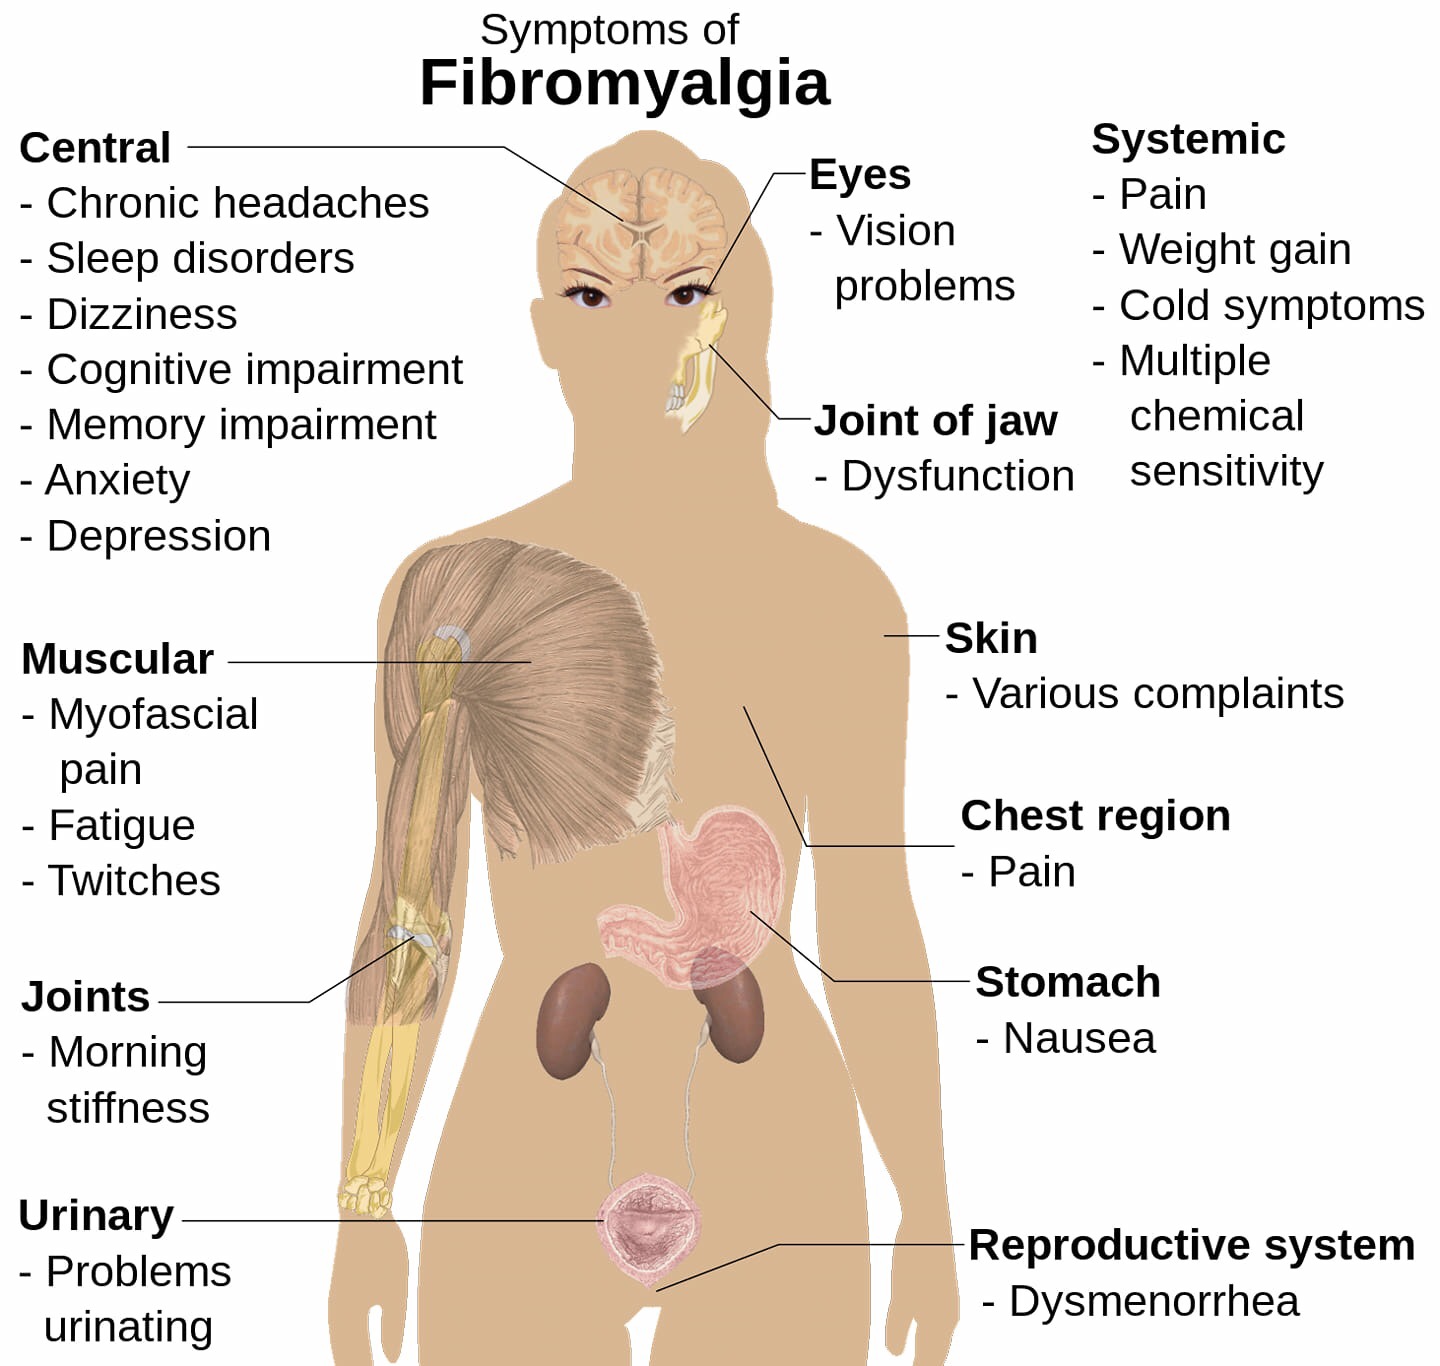 Symptoms of
Fibromyalgia
Central
- Chronic headaches
- Sleep disorders
- Dizziness
- Cognitive impairment
- Memory impairment
- Anxiety
- Depression
Eyes
- Vision
problems
Systemic
- Pain
- Weight gain
- Cold symptoms
- Multiple
chemical
sensitivity
Joint of jaw
- Dysfunction
Muscular
- Myofascial
pain
- Fatigue
- Twitches
Skin
- Various complaints
Chest region
- Pain
Joints
- Morning
stiffness
Stomach
- Nausea
Urinary
- Problems
urinating
Reproductive system
- Dysmenorrhea